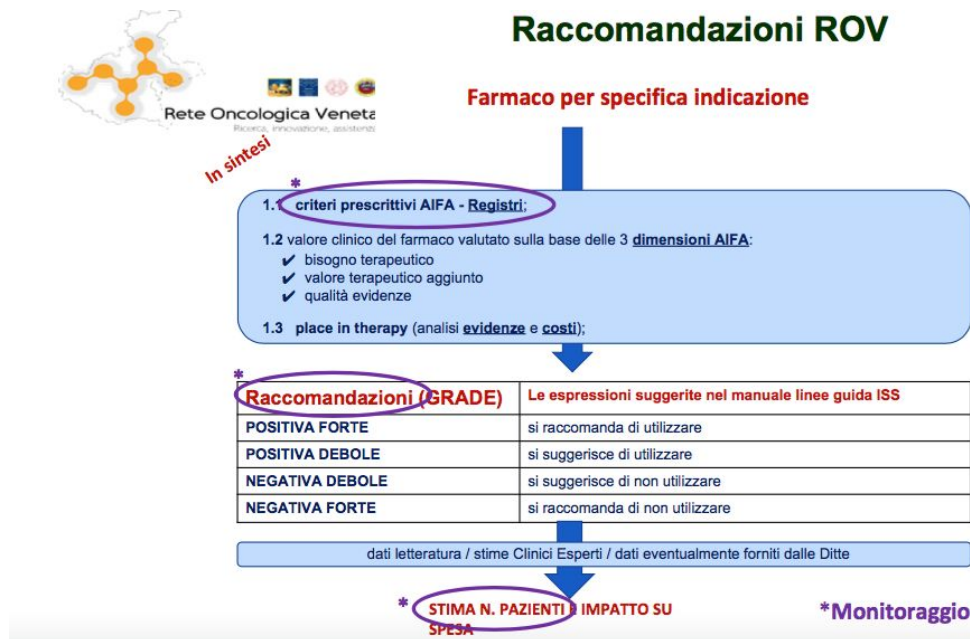 Raccomandazioni ROV
Rete Oncologica Veneta
Ricerca, innovazione, assistenza
Farmaco per specifica indicazione
In sintesi
*
1.1 criteri prescrittivi AIFA - Registri;
1.2 valore clinico del farmaco valutato sulla base delle 3 dimensioni AIFA:
✔ bisogno terapeutico
✔ valore terapeutico aggiunto
✔ qualità evidenze
1.3 place in therapy (analisi evidenze e costi);
*
Raccomandazioni (GRADE) Le espressioni suggerite nel manuale linee guida ISS
POSITIVA FORTE si raccomanda di utilizzare
POSITIVA DEBOLE si suggerisce di utilizzare
NEGATIVA DEBOLE si suggerisce di non utilizzare
NEGATIVA FORTE si raccomanda di non utilizzare
dati letteratura / stime Clinici Esperti / dati eventualmente forniti dalle Ditte
* STIMA N. PAZIENTI E IMPATTO SU
SPESA
*Monitoraggio